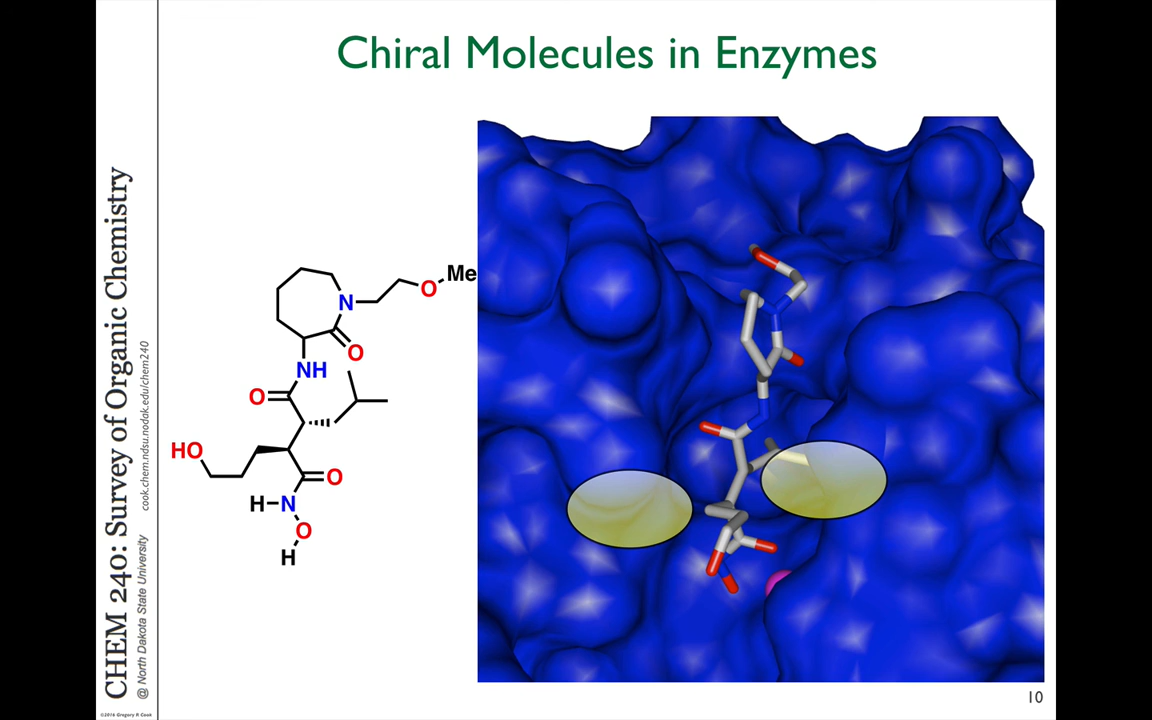 Chiral Molecules in Enzymes
CHEM 240: Survey of Organic Chemistry
@ North Dakota State University cook.chem.ndsu.nodak.edu/chem240
©2016 Gregory R Cook
N
O
Me
O
NH
O
HO
O
H
N
O
H
10